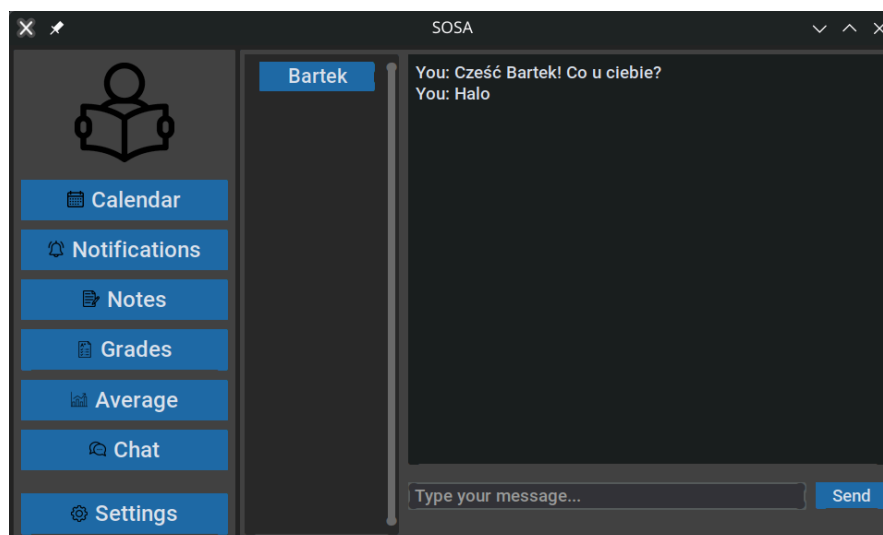 SOSA
Calendar
Notifications
Notes
Grades
Average
Chat
Settings
Bartek
You: Cześć Bartek! Co u ciebie?
You: Halo
Type your message...
Send